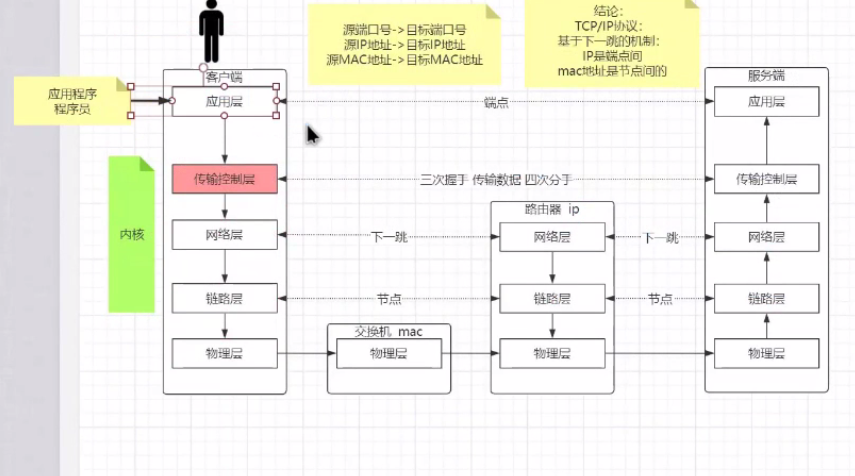 结论：
源端口号->目标端口号
TCP/IP协议：
源IP地址->目标IP地址
基于下一跳的机制：
源MAC地址->目标MAC地址
IP是端点间
mac地址是节点间的
客户端
服务端
应用程序
程序员
应用层
端点
应用层
传输控制层
三次握手 传输数据 四次分手
传输控制层
路由器 ip
内核
网络层
下一跳
网络层
下一跳
网络层
链路层
节点
链路层
节点
链路层
交换机 mac
物理层
物理层
物理层
物理层